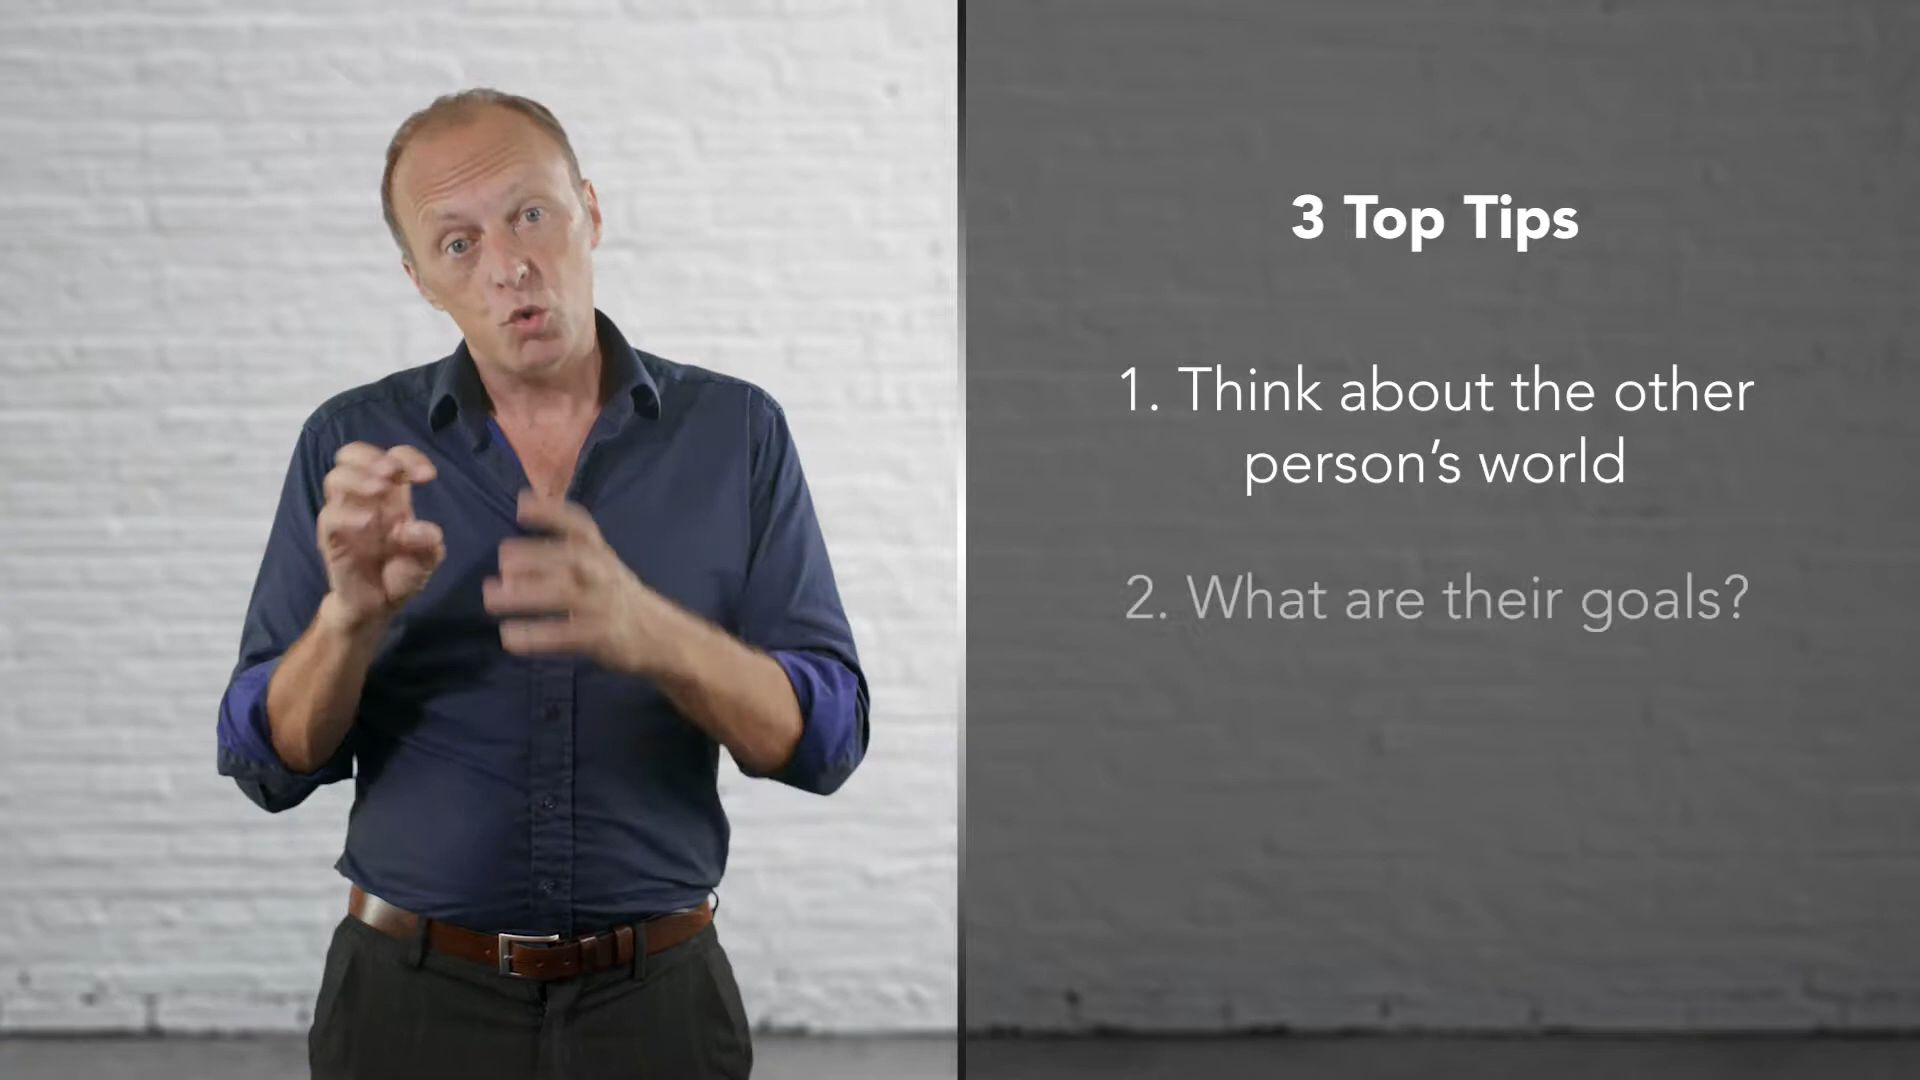 3 Top Tips
1. Think about the other
person’s world
2. What are their goals?